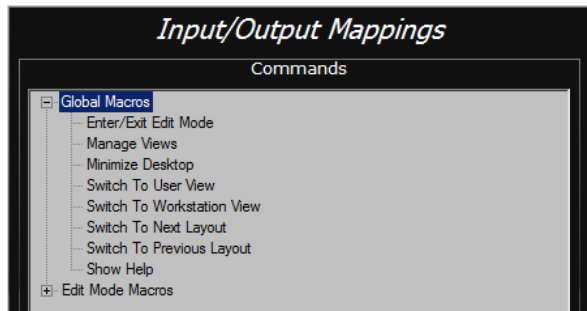 Input/Output Mappings
Commands
Global Macros
Enter/Exit Edit Mode
Manage Views
Minimize Desktop
Switch To User View
Switch To Workstation View
Switch To Next Layout
Switch To Previous Layout
Show Help
Edit Mode Macros